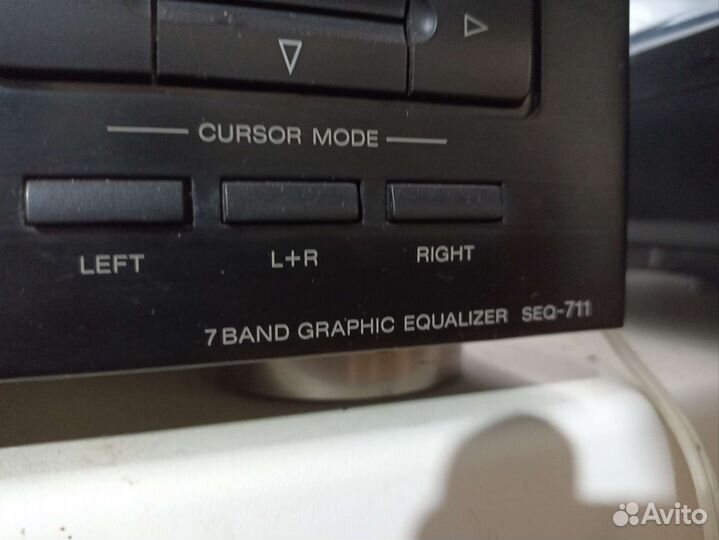 CURSOR MODE
LEFT L+R RIGHT
7 BAND GRAPHIC EQUALIZER SEQ-711
Avito